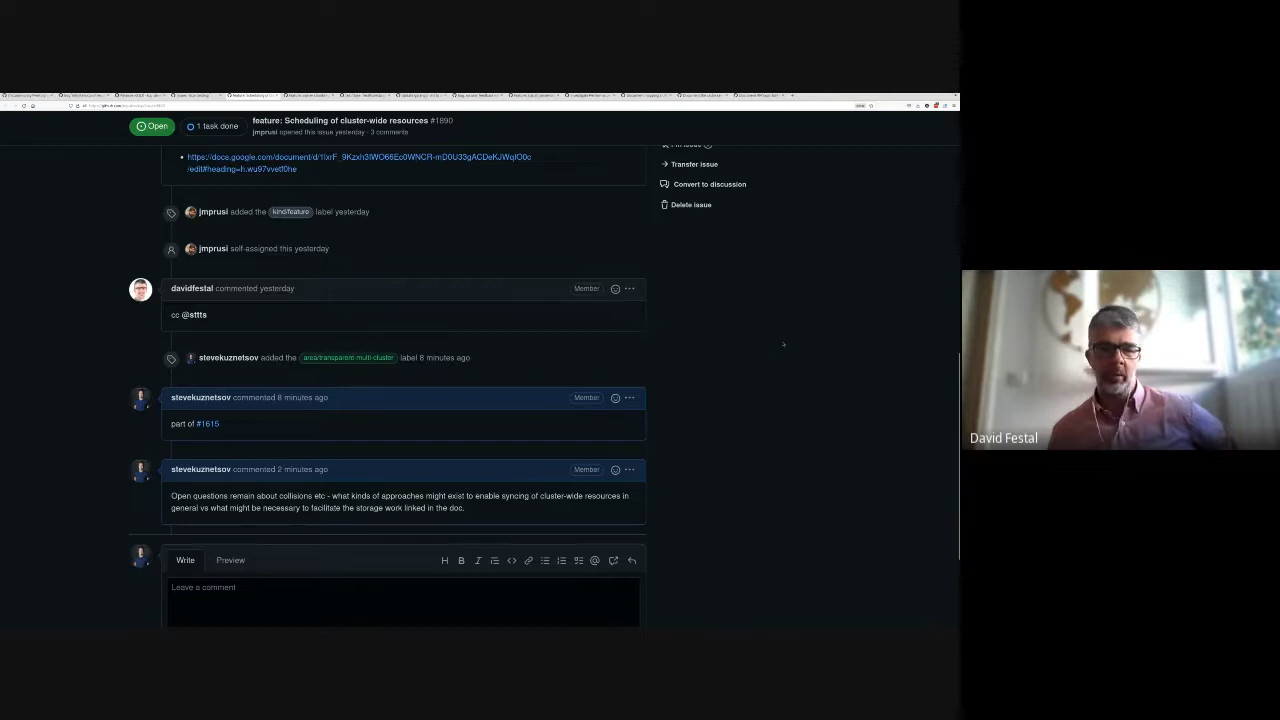 Open
1 task done
feature: Scheduling of cluster-wide resources #1890
jmprusi opened this issue yesterday · 3 comments
/edit#heading=h.wu97vvetf0he
Transfer issue
Convert to discussion
Delete issue
jmprusi added the kind/feature label yesterday
jmprusi self-assigned this yesterday
davidfestal commented yesterday
Member
cc @sttts
stevekuznetsov added the area/transparent-multi-cluster label 8 minutes ago
stevekuznetsov commented 8 minutes ago
Member
part of #1615
stevekuznetsov commented 2 minutes ago
Member
Open questions remain about collisions etc - what kinds of approaches might exist to enable syncing of cluster-wide resources in
general vs what might be necessary to facilitate the storage work linked in the doc.
Write
Preview
Leave a comment
David Festal